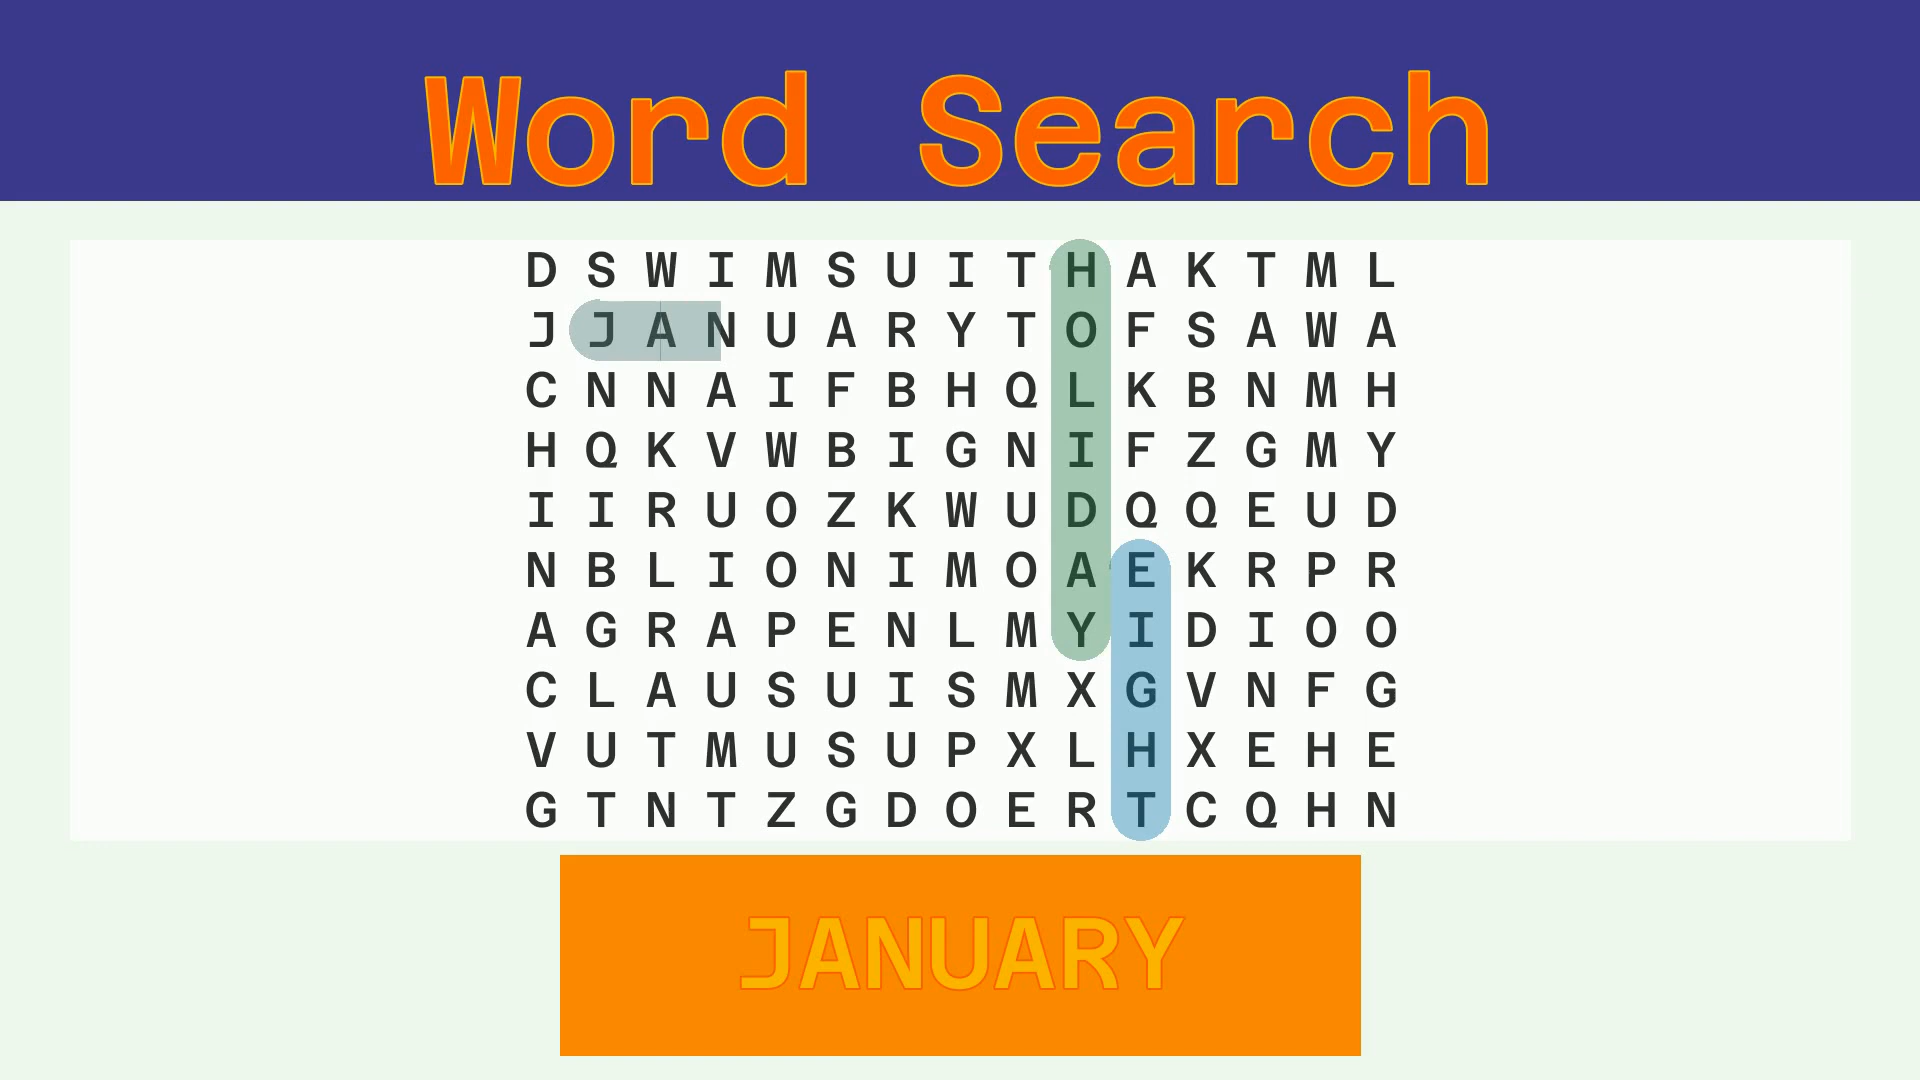 Word Search
D S W I M S U I T H A K T M L
J J A N U A R Y T O F S A W A
C N N A I F B H Q L K B N M H
H Q K V W B I G N I F Z G M Y
I I R U O Z K W U D Q Q E U D
N B L I O N I M O A E K R P R
A G R A P E N L M Y I D I O O
C L A U S U I S M X G V N F G
V U T M U S U P X L H X E H E
G T N T Z G D O E R T C Q H N
JANUARY